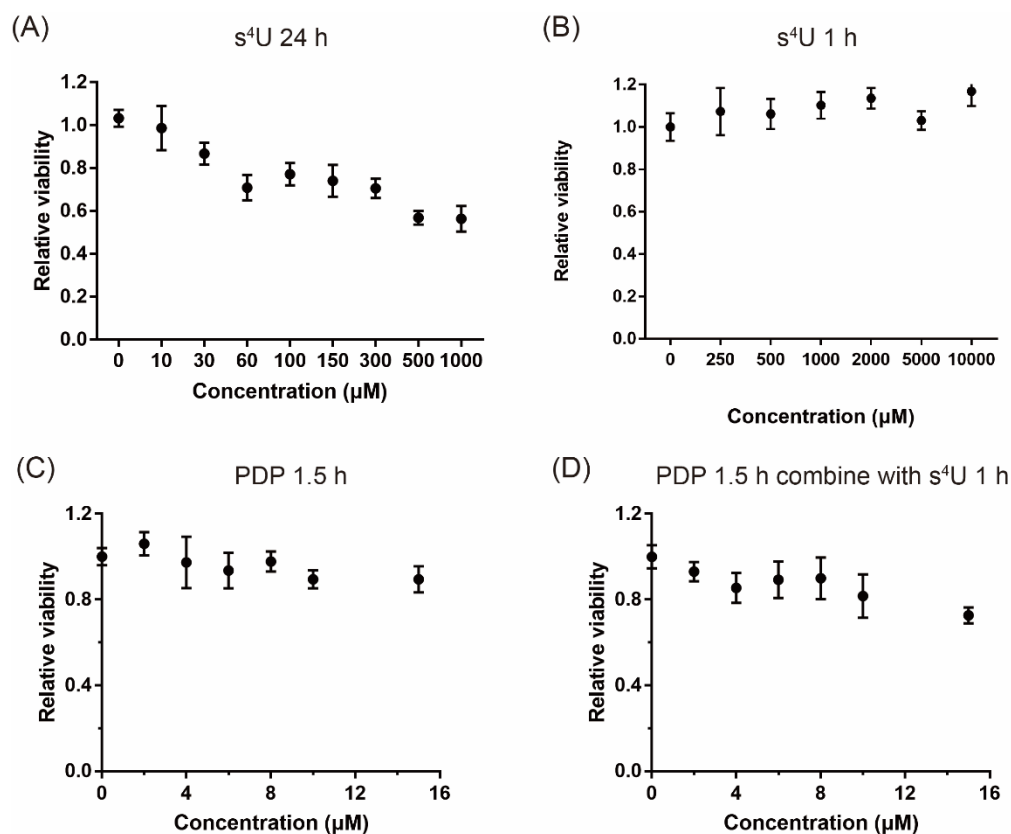 (A)
s⁴U 24 h
1.2
1.0
0.8
0.6
0.4
0.2
0.0
Relative viability
0 10 30 60 100 150 300 500 1000
Concentration (µM)
(B)
s⁴U 1 h
1.2
1.0
0.8
0.6
0.4
0.2
0.0
Relative viability
0 250 500 1000 2000 5000 10000
Concentration (µM)
(C)
PDP 1.5 h
1.2
0.8
0.4
0.0
Relative viability
0 4 8 12 16
Concentration (µM)
(D)
PDP 1.5 h combine with s⁴U 1 h
1.2
0.8
0.4
0.0
Relative viability
0 4 8 12 16
Concentration (µM)